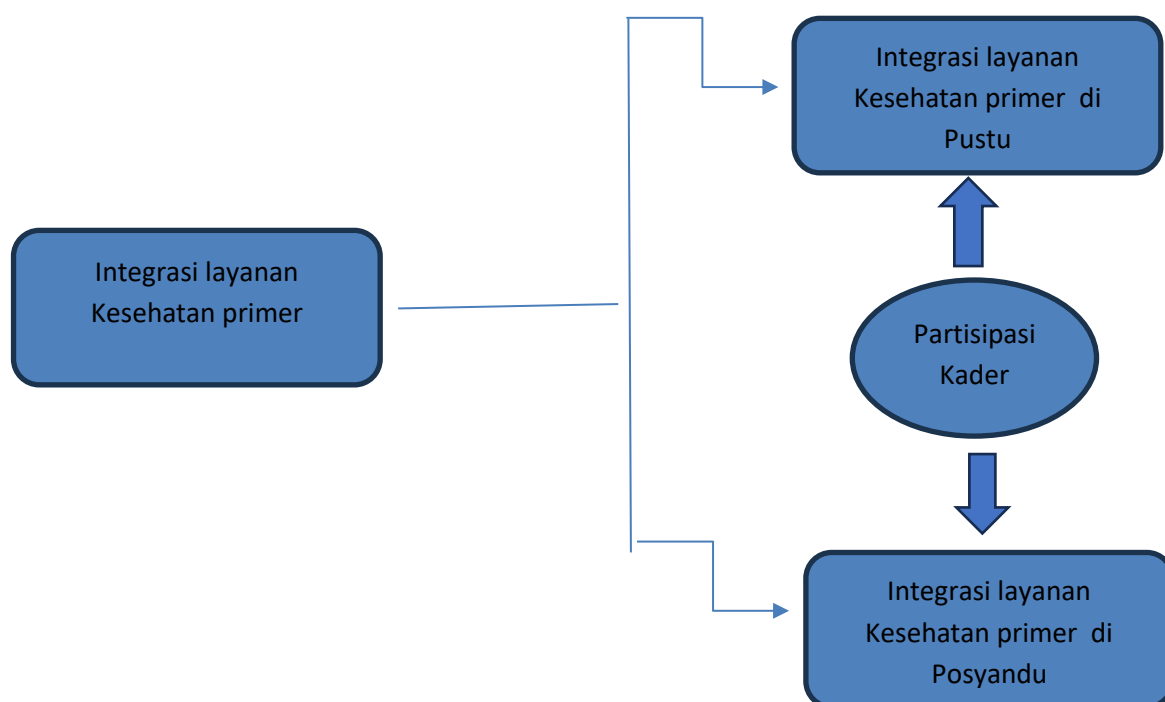 Integrasi layanan
Kesehatan primer
Integrasi layanan
Kesehatan primer di
Pustu
Partisipasi
Kader
Integrasi layanan
Kesehatan primer di
Posyandu